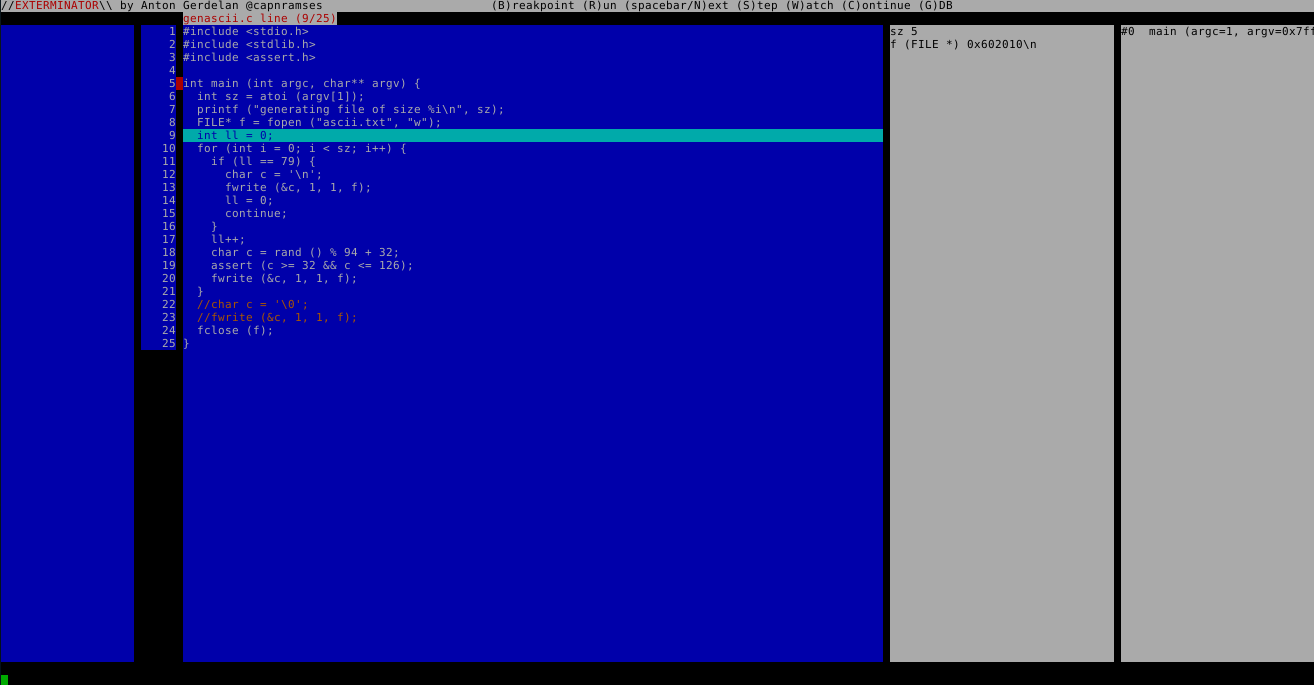 //EXTERMINATOR\\ by Anton Gerdelan @capnramses (B)reakpoint (R)un (spacebar/N)ext (S)tep (W)atch (C)ontinue (G)DB
genascii.c line (9/25)
1 #include <stdio.h>
2 #include <stdlib.h>
3 #include <assert.h>
4
5 int main (int argc, char** argv) {
6   int sz = atoi (argv[1]);
7   printf ("generating file of size %i\n", sz);
8   FILE* f = fopen ("ascii.txt", "w");
9   int ll = 0;
10   for (int i = 0; i < sz; i++) {
11     if (ll == 79) {
12       char c = '\n';
13       fwrite (&c, 1, 1, f);
14       ll = 0;
15       continue;
16     }
17     ll++;
18     char c = rand () % 94 + 32;
19     assert (c >= 32 && c <= 126);
20     fwrite (&c, 1, 1, f);
21   }
22   //char c = '\0';
23   //fwrite (&c, 1, 1, f);
24   fclose (f);
25 }
sz 5
f (FILE *) 0x602010\n
#0  main (argc=1, argv=0x7ff